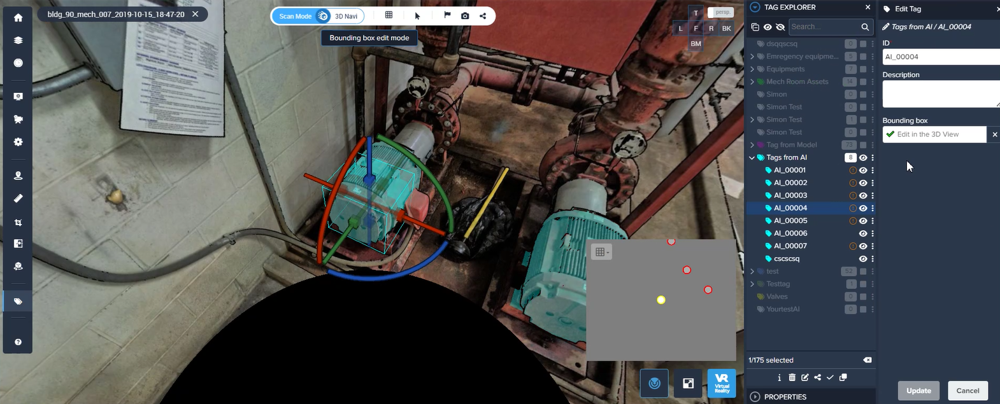 bldg_90_mech_007_2019-10-15_18-47-20
Scan Mode
3D Navi
Bounding box edit mode
T
persp.
L
F
R
BK
BM
VR
Virtual
Reality
TAG EXPLORER
Search...
dsqqscsq 0
Emregency equipme... 5
Equipments 7
Mech Room Assets 14
Simon 0
Simon Test 0
Simon Test 1
Simon Test 0
Tag from Model 73
Tags from AI 8
AI_00001
AI_00002
AI_00003
AI_00004
AI_00005
AI_00006
AI_00007
cscscsq
test 52
Testtag 1
Valves 0
YourtestAI 0
1/175 selected
PROPERTIES
Edit Tag
Tags from AI / AI_00004
ID
AI_00004
Description
Bounding box
Edit in the 3D View
Update
Cancel